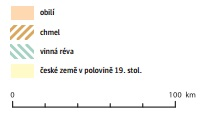 obilí
chmel
vinná réva
české země v polovině 19. stol.
0 100 km